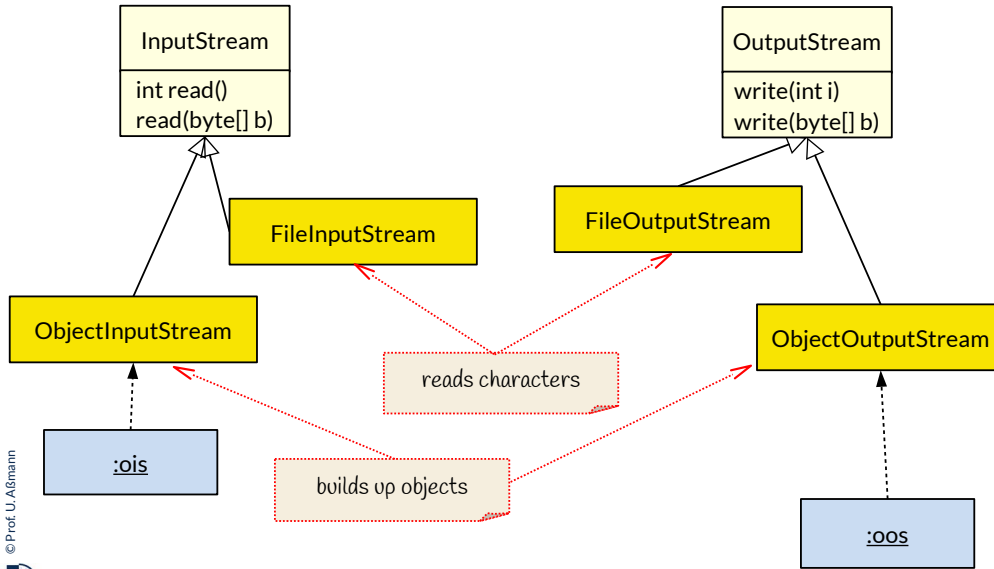 InputStream
int read()
read(byte[] b)
OutputStream
write(int i)
write(byte[] b)
FileInputStream
FileOutputStream
ObjectInputStream
ObjectOutputStream
reads characters
:ois
builds up objects
:oos
© Prof. U. Aßmann